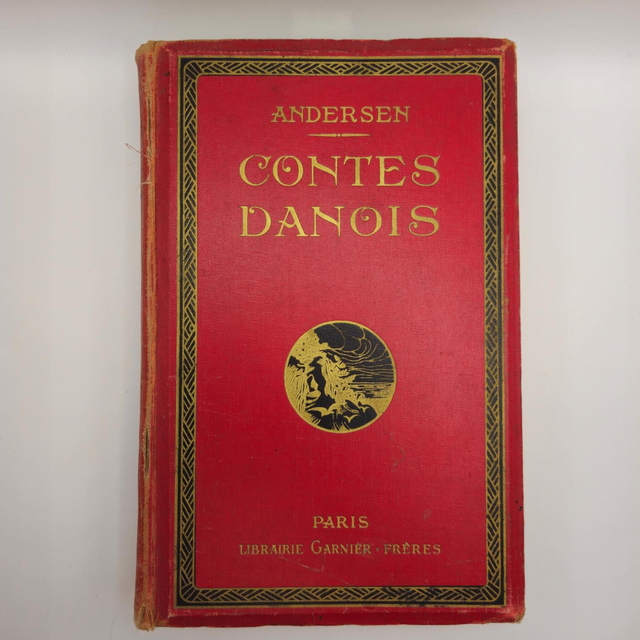 ANDERSEN
CONTES
DANOIS
PARIS
LIBRAIRIE GARNIER · FRÈRES